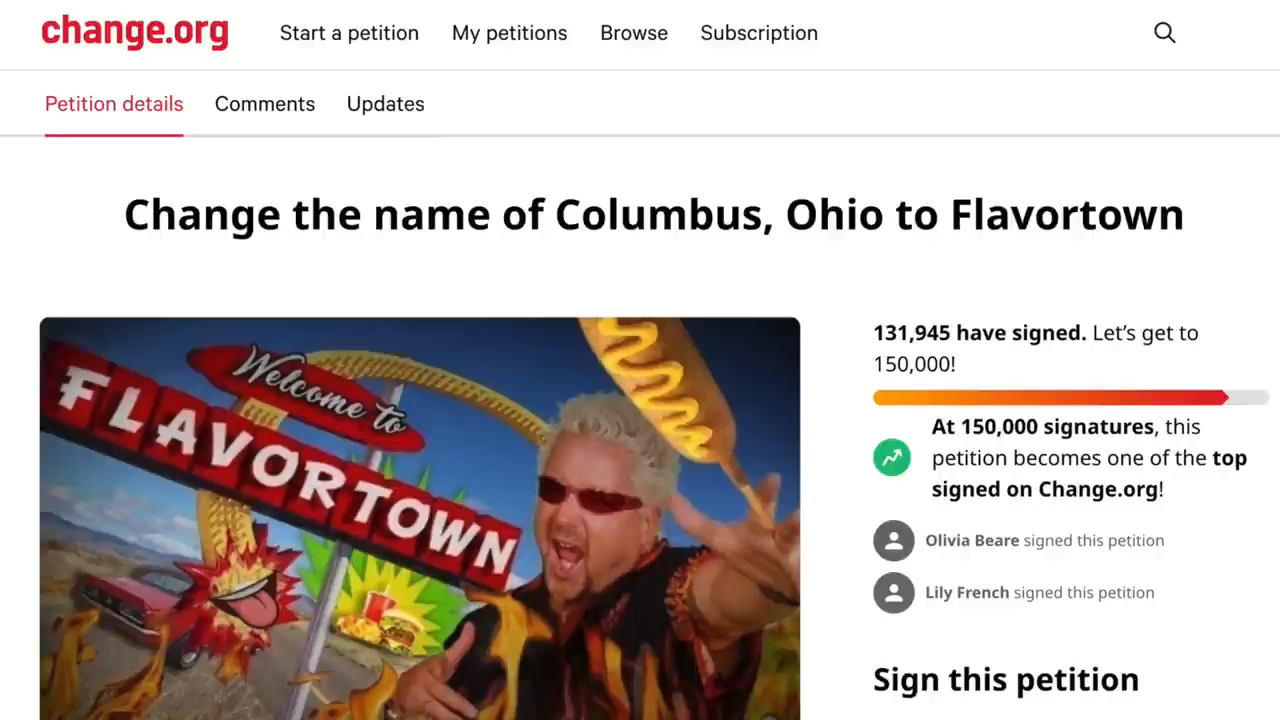 change.org
Start a petition
My petitions
Browse
Subscription
Petition details
Comments
Updates
Change the name of Columbus, Ohio to Flavortown
Welcome to
FLAVORTOWN
131,945 have signed. Let’s get to
150,000!
At 150,000 signatures, this
petition becomes one of the top
signed on Change.org!
Olivia Beare signed this petition
Lily French signed this petition
Sign this petition